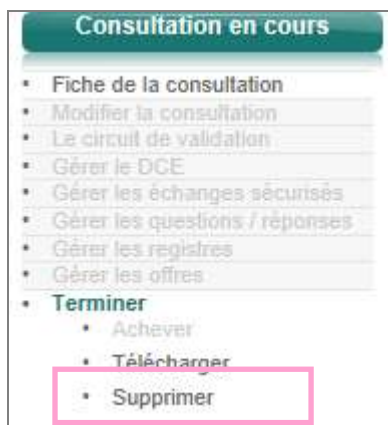 Consultation en cours
Fiche de la consultation
Modifier la consultation
Le circuit de validation
Gérer le DCE
Gérer les échanges sécurisés
Gérer les questions / réponses
Gérer les registres
Gérer les offres
Terminer
Achever
Télécharger
Supprimer